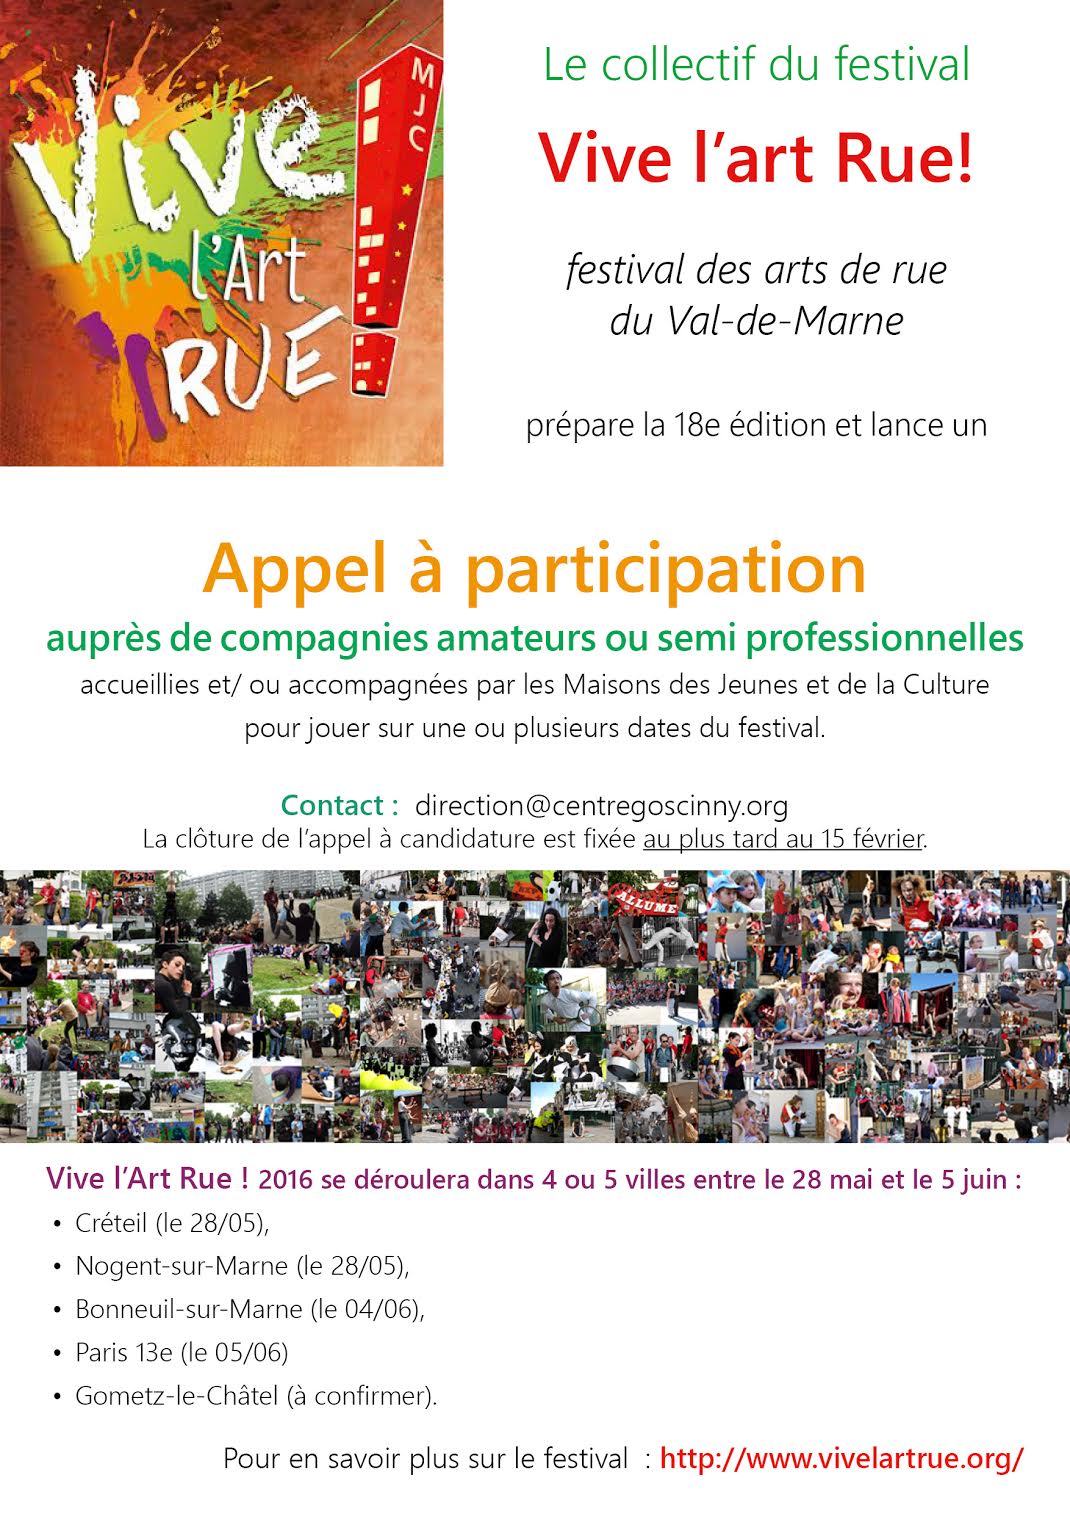 Vive
l'Art
RUE
MJC
Le collectif du festival
Vive l'art Rue!
festival des arts de rue
du Val-de-Marne
prépare la 18e édition et lance un
Appel à participation
auprès de compagnies amateurs ou semi professionnelles
accueillies et/ ou accompagnées par les Maisons des Jeunes et de la Culture
pour jouer sur une ou plusieurs dates du festival.
Contact : direction@centregoscinny.org
La clôture de l'appel à candidature est fixée au plus tard au 15 février.
ALLUME
Vive l'Art Rue ! 2016 se déroulera dans 4 ou 5 villes entre le 28 mai et le 5 juin :
• Créteil (le 28/05),
• Nogent-sur-Marne (le 28/05),
• Bonneuil-sur-Marne (le 04/06),
• Paris 13e (le 05/06)
• Gometz-le-Châtel (à confirmer).
Pour en savoir plus sur le festival : http://www.vivelartrue.org/